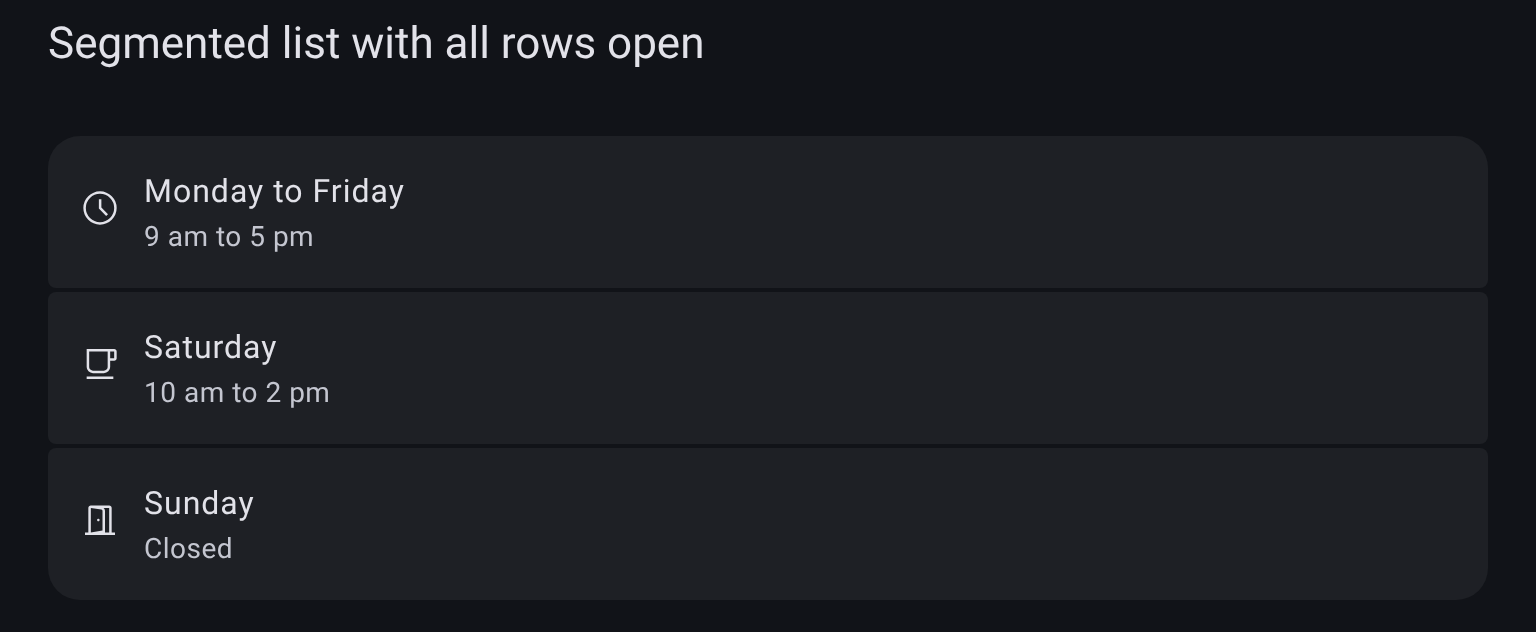 Segmented list with all rows open
Monday to Friday
9 am to 5 pm
Saturday
10 am to 2 pm
Sunday
Closed